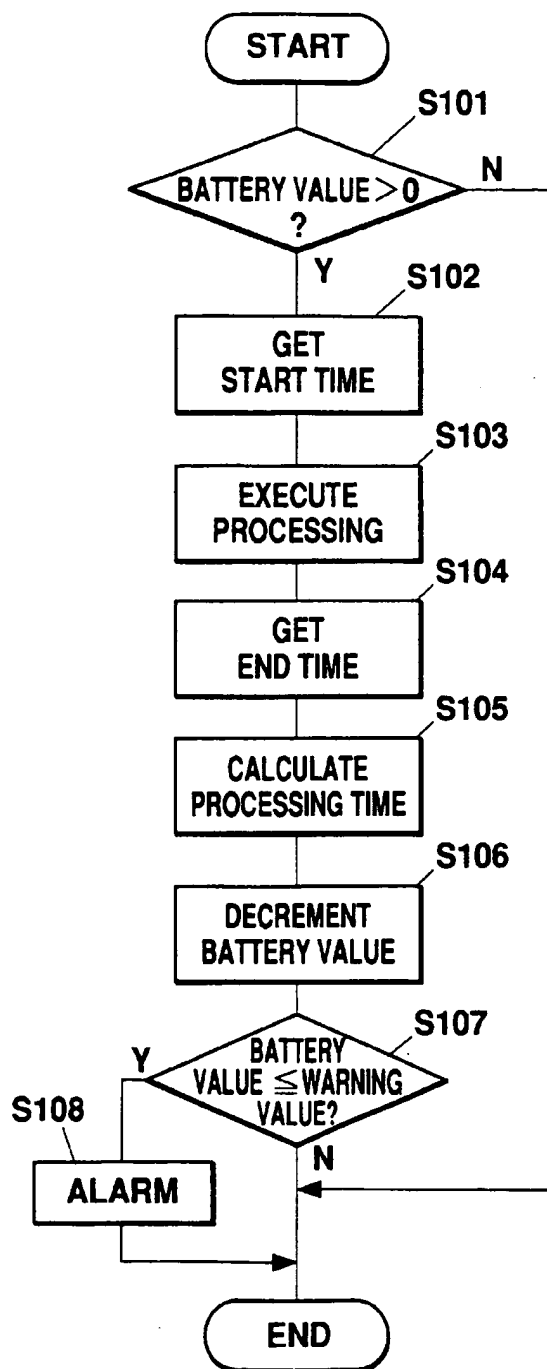 START
S101
BATTERY VALUE > 0
?
N
Y
S102
GET
START TIME
S103
EXECUTE
PROCESSING
S104
GET
END TIME
S105
CALCULATE
PROCESSING TIME
S106
DECREMENT
BATTERY VALUE
S107
BATTERY
VALUE ≦ WARNING
VALUE?
Y
N
S108
ALARM
END